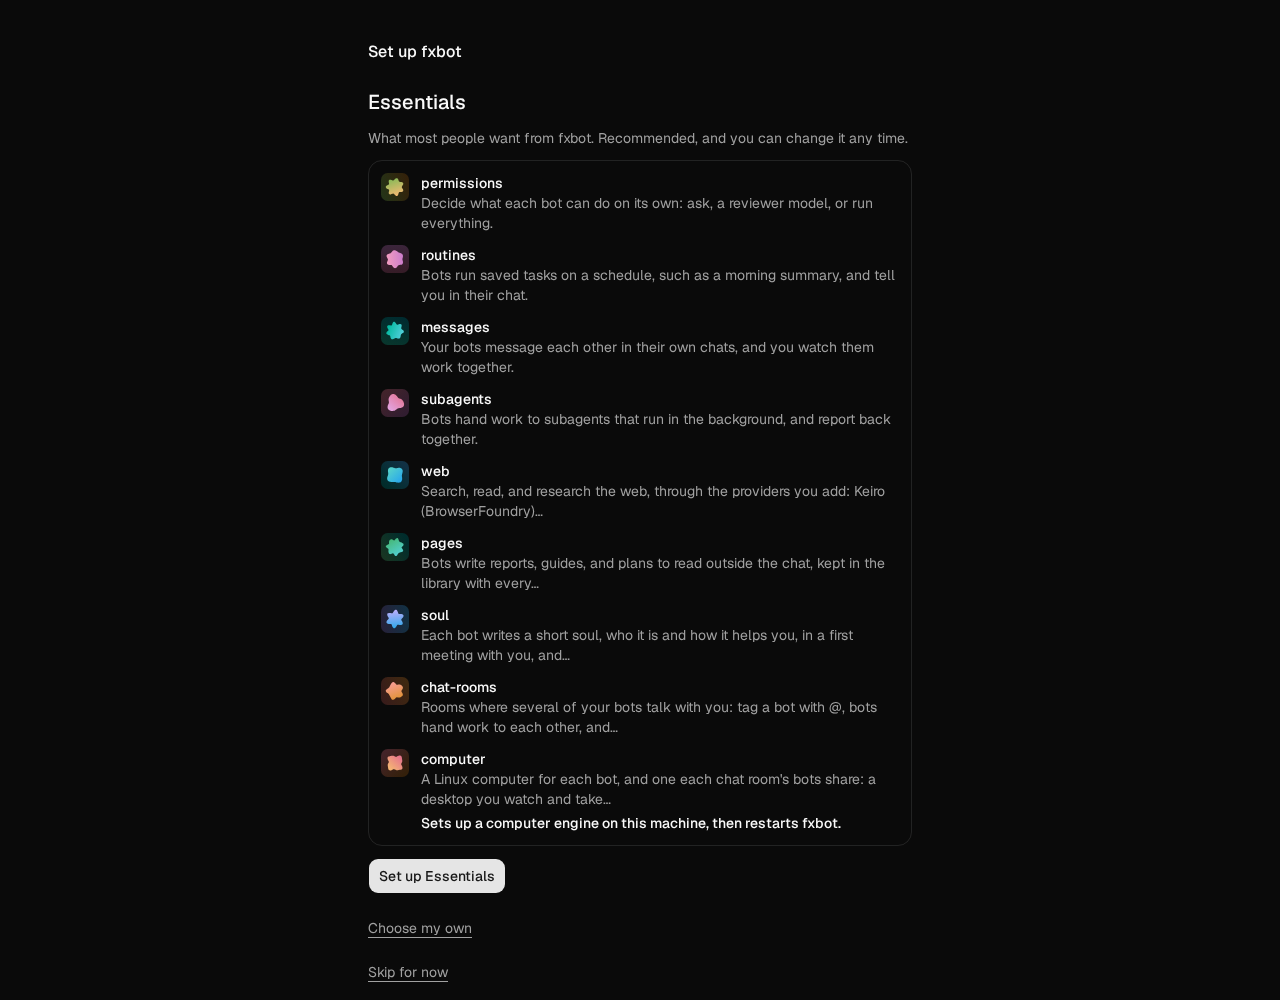 Set up fxbot
Essentials
What most people want from fxbot. Recommended, and you can change it any time.
permissions
Decide what each bot can do on its own: ask, a reviewer model, or run
everything.
routines
Bots run saved tasks on a schedule, such as a morning summary, and tell
you in their chat.
messages
Your bots message each other in their own chats, and you watch them
work together.
subagents
Bots hand work to subagents that run in the background, and report back
together.
web
Search, read, and research the web, through the providers you add: Keiro
(BrowserFoundry)…
pages
Bots write reports, guides, and plans to read outside the chat, kept in the
library with every…
soul
Each bot writes a short soul, who it is and how it helps you, in a first
meeting with you, and…
chat-rooms
Rooms where several of your bots talk with you: tag a bot with @, bots
hand work to each other, and…
computer
A Linux computer for each bot, and one each chat room's bots share: a
desktop you watch and take…
Sets up a computer engine on this machine, then restarts fxbot.
Set up Essentials
Choose my own
Skip for now